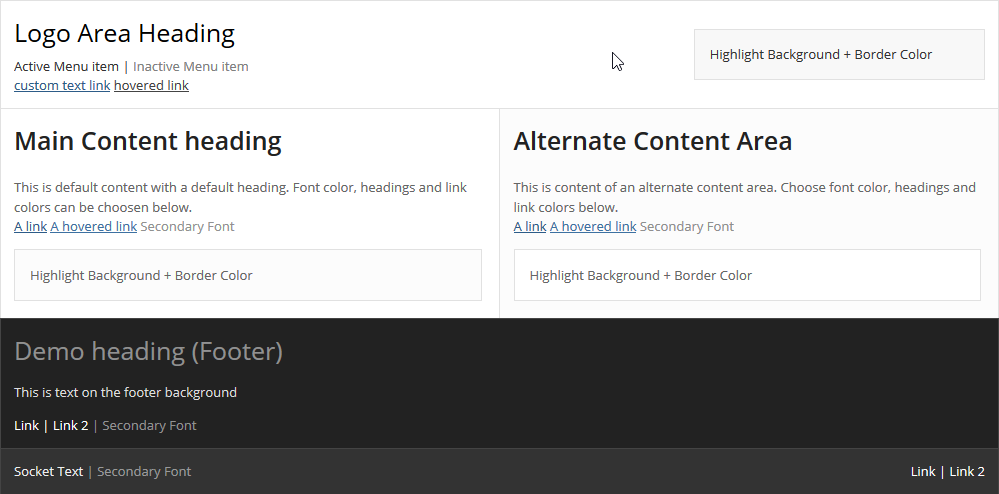 Logo Area Heading
Active Menu item | Inactive Menu item
custom text link hovered link
Highlight Background + Border Color
Main Content heading
This is default content with a default heading. Font color, headings and link
colors can be choosen below.
A link A hovered link Secondary Font
Highlight Background + Border Color
Alternate Content Area
This is content of an alternate content area. Choose font color, headings and
link colors below.
A link A hovered link Secondary Font
Highlight Background + Border Color
Demo heading (Footer)
This is text on the footer background
Link | Link 2 | Secondary Font
Socket Text | Secondary Font
Link | Link 2